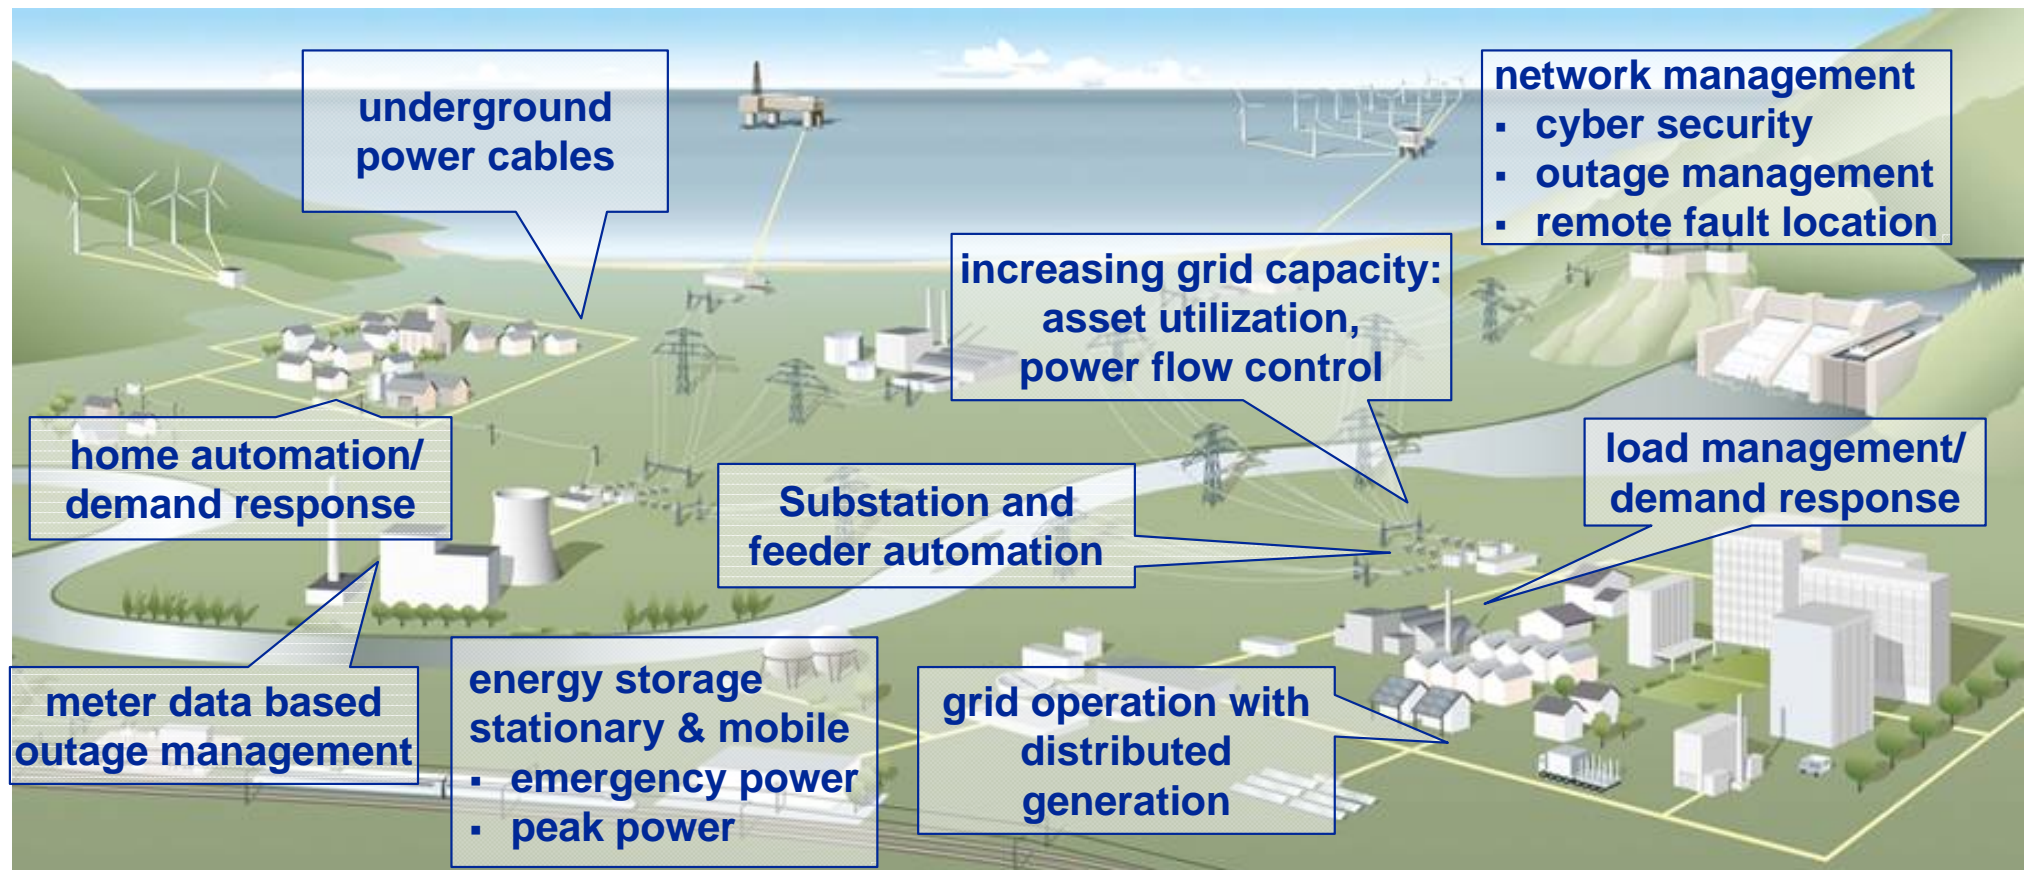 underground
power cables
network management
▪ cyber security
▪ outage management
▪ remote fault location
increasing grid capacity:
asset utilization,
power flow control
home automation/
demand response
Substation and
feeder automation
load management/
demand response
meter data based
outage management
energy storage
stationary & mobile
▪ emergency power
▪ peak power
grid operation with
distributed
generation